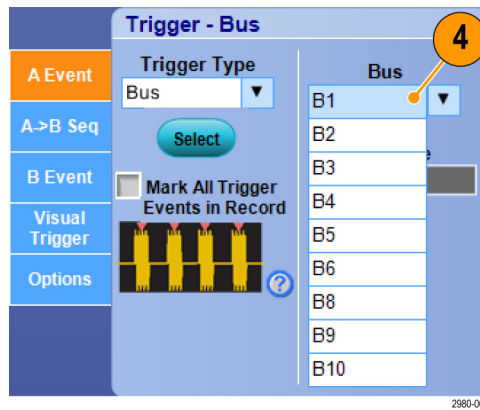 Trigger - Bus
4
A Event
A->B Seq
B Event
Visual
Trigger
Options
Trigger Type
Bus
Select
Mark All Trigger
Events in Record
?
Bus
B1
B2
B3
B4
B5
B6
B8
B9
B10